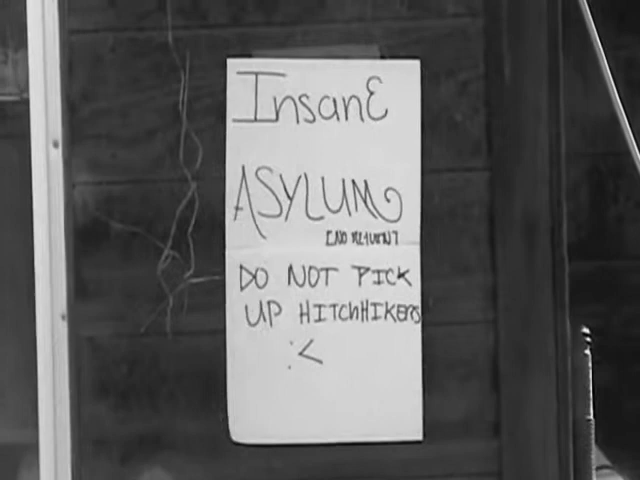 InsanE
ASYLUM
DO NOT PICK
UP HITCHHIKERS
:<